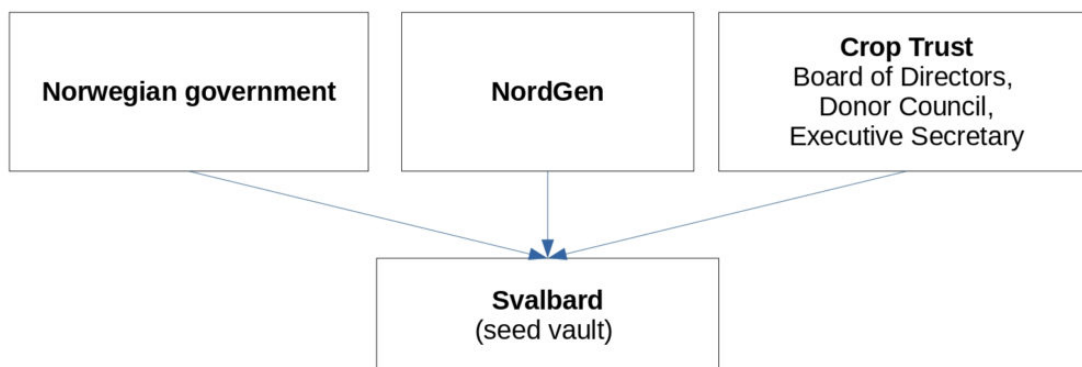 Norwegian government
NordGen
Crop Trust
Board of Directors,
Donor Council,
Executive Secretary
Svalbard
(seed vault)